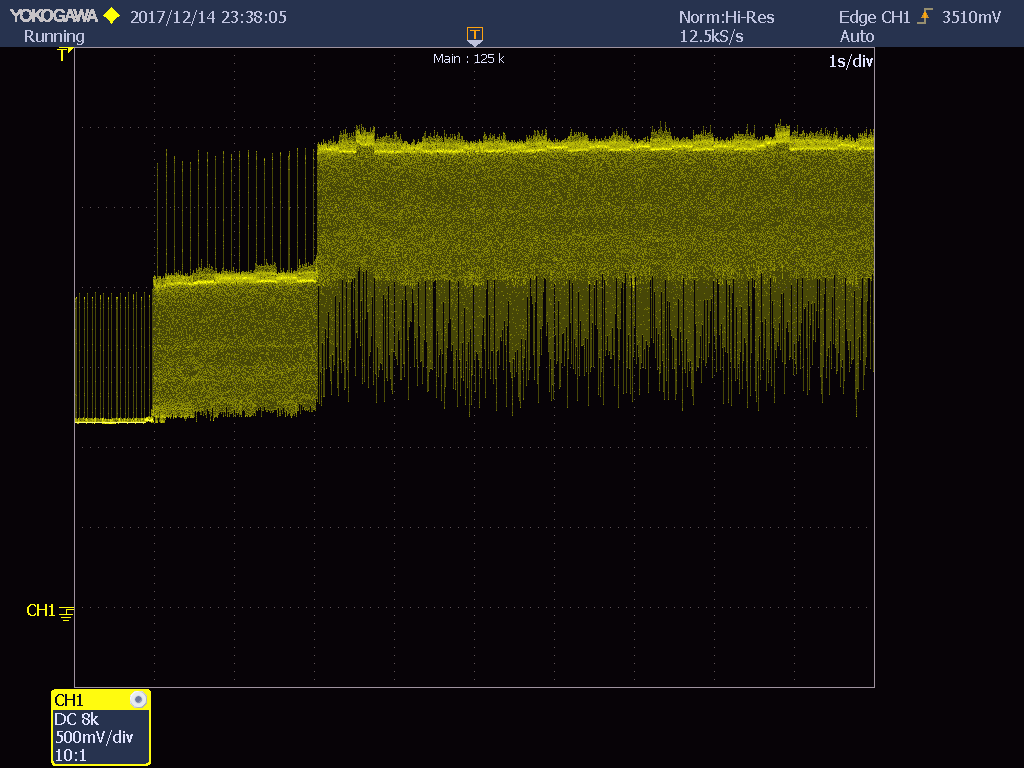 YOKOGAWA 2017/12/14 23:38:05
Running
Norm:Hi-Res
12.5kS/s
Edge CH1 3510mV
Auto
T
T
Main : 125 k
1s/div
CH1
CH1
DC 8k
500mV/div
10:1